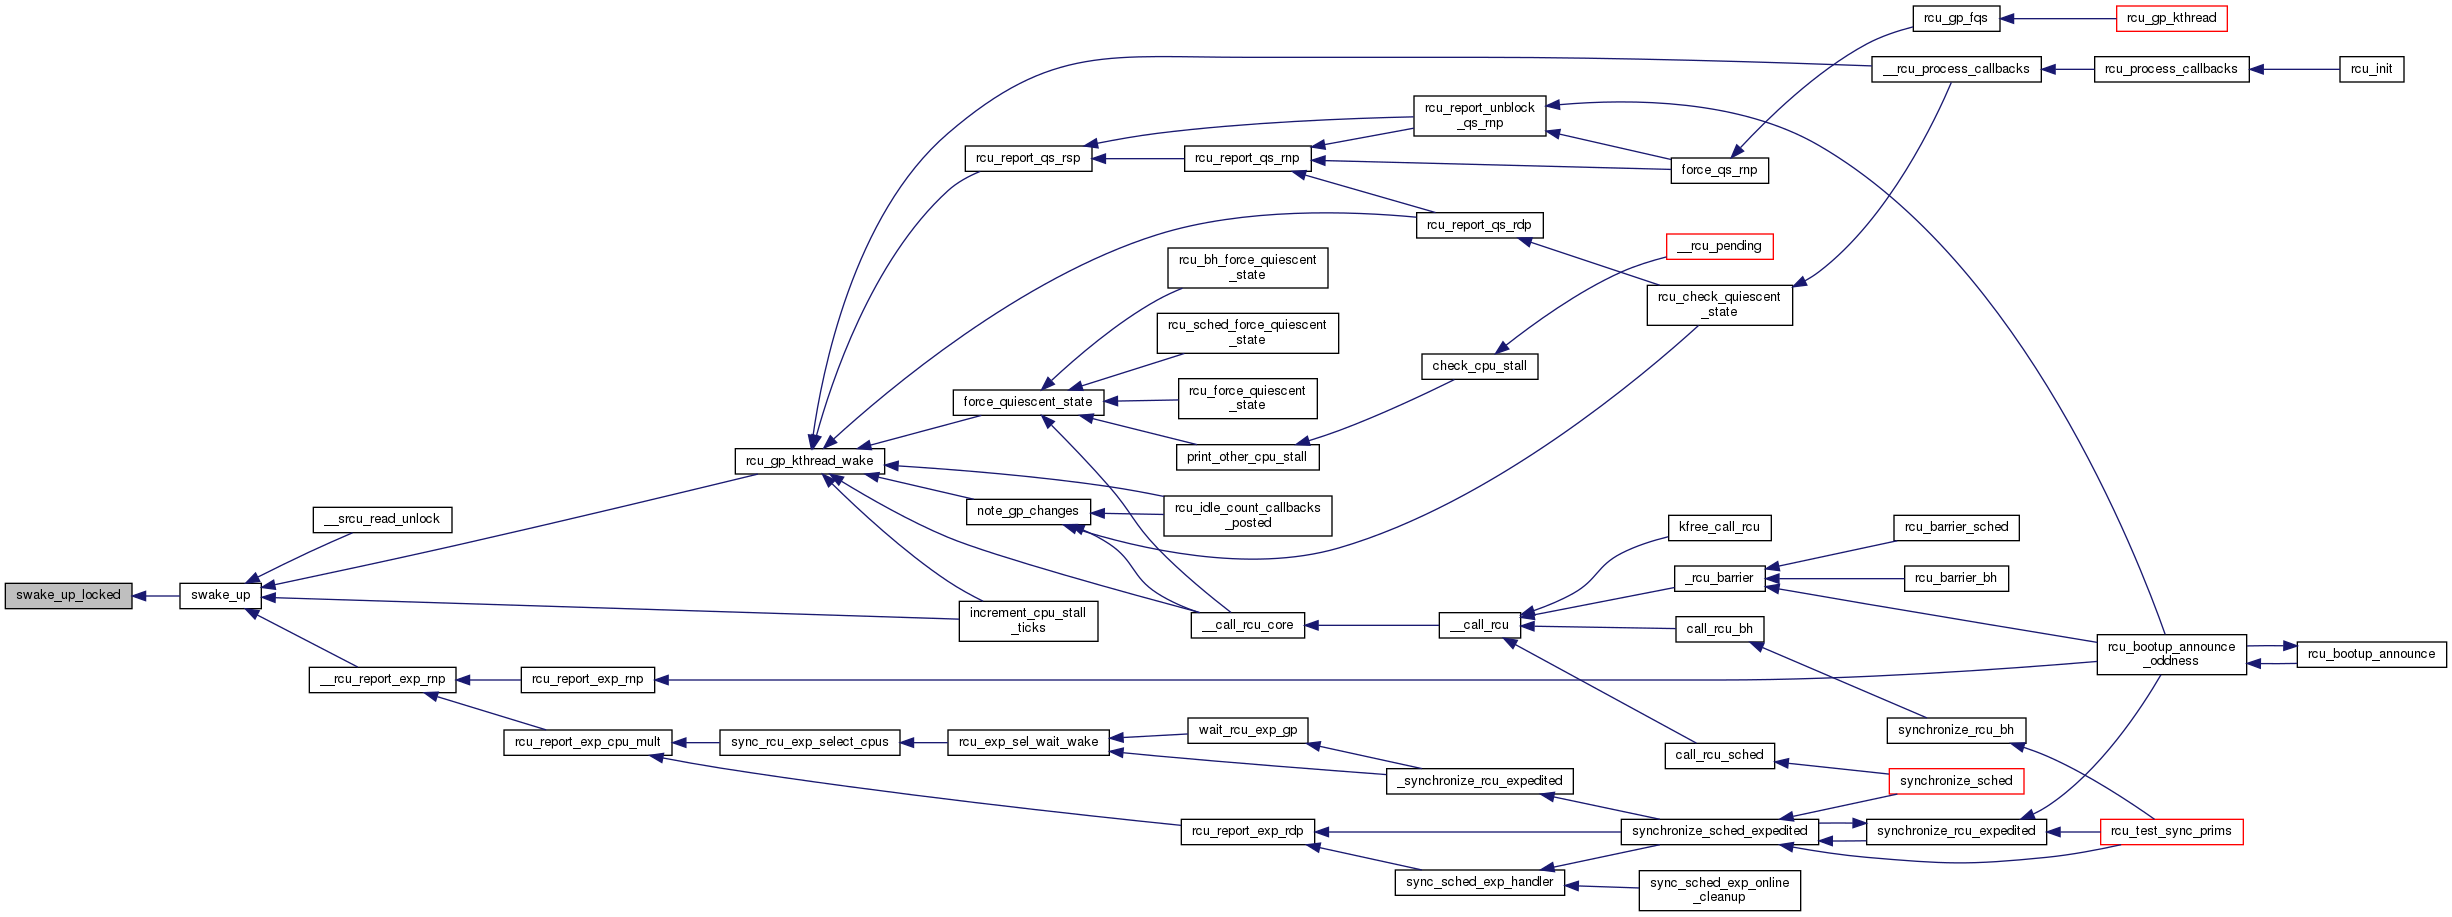 rcu_gp_fqs
rcu_gp_kthread
__rcu_process_callbacks
rcu_process_callbacks
rcu_init
rcu_report_unblock
_qs_rnp
rcu_report_qs_rsp
rcu_report_qs_rnp
force_qs_rnp
rcu_report_qs_rdp
__rcu_pending
rcu_bh_force_quiescent
_state
rcu_check_quiescent
_state
rcu_sched_force_quiescent
_state
check_cpu_stall
force_quiescent_state
rcu_force_quiescent
_state
rcu_gp_kthread_wake
print_other_cpu_stall
note_gp_changes
rcu_idle_count_callbacks
_posted
__srcu_read_unlock
kfree_call_rcu
rcu_barrier_sched
swake_up_locked
swake_up
_rcu_barrier
rcu_barrier_bh
increment_cpu_stall
_ticks
__call_rcu_core
__call_rcu
call_rcu_bh
rcu_bootup_announce
_oddness
rcu_bootup_announce
__rcu_report_exp_rnp
rcu_report_exp_rnp
rcu_report_exp_cpu_mult
sync_rcu_exp_select_cpus
rcu_exp_sel_wait_wake
wait_rcu_exp_gp
synchronize_rcu_bh
call_rcu_sched
_synchronize_rcu_expedited
synchronize_sched
rcu_report_exp_rdp
synchronize_sched_expedited
synchronize_rcu_expedited
rcu_test_sync_prims
sync_sched_exp_handler
sync_sched_exp_online
_cleanup